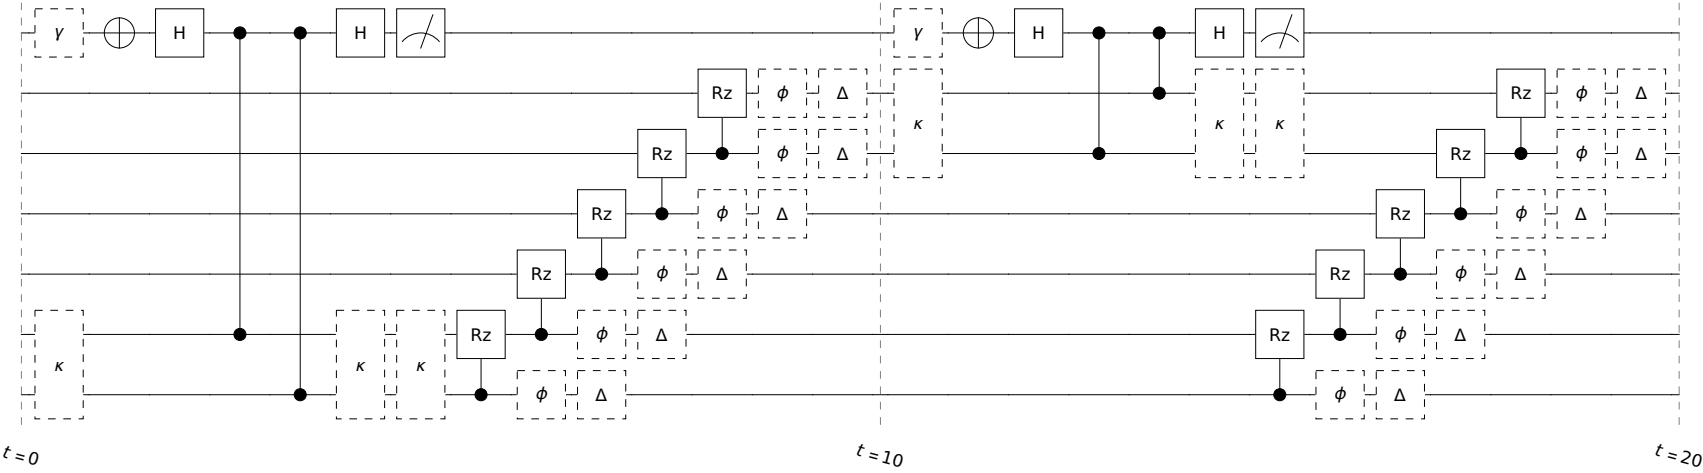 γ H H γ H H
Rz ϕ Δ κ κ κ Rz ϕ Δ
Rz ϕ Δ Rz ϕ Δ
Rz ϕ Δ Rz ϕ Δ
Rz ϕ Δ Rz ϕ Δ
κ κ κ Rz ϕ Δ Rz ϕ Δ
ϕ Δ ϕ Δ
t = 0 t = 10 t = 20